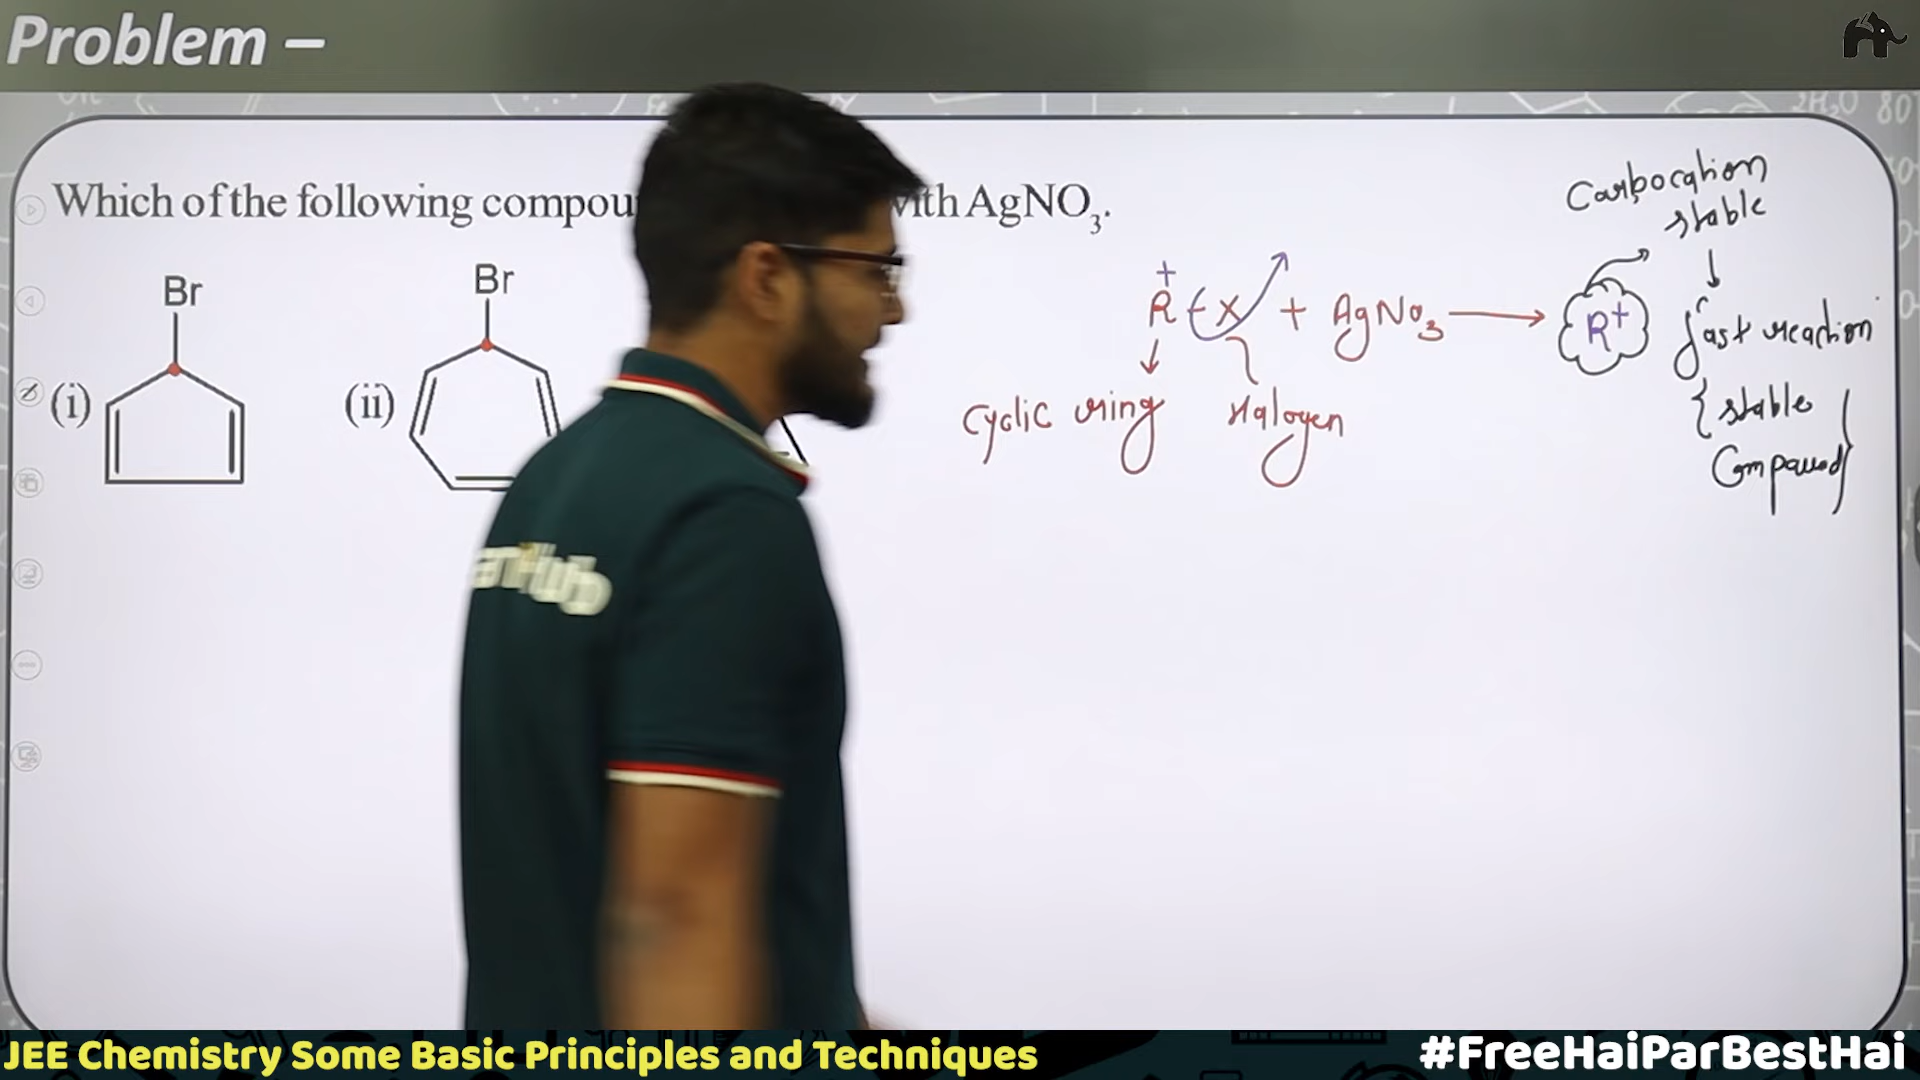 Problem –
Which of the following compou with AgNO3.
Br
Br
(i)
(ii)
+
R - X + AgNO3 → R+
cyclic ring
Halogen
Carbocation
stable
↓
fast reaction
{ stable
Compound }
JEE Chemistry Some Basic Principles and Techniques
#FreeHaiParBestHai